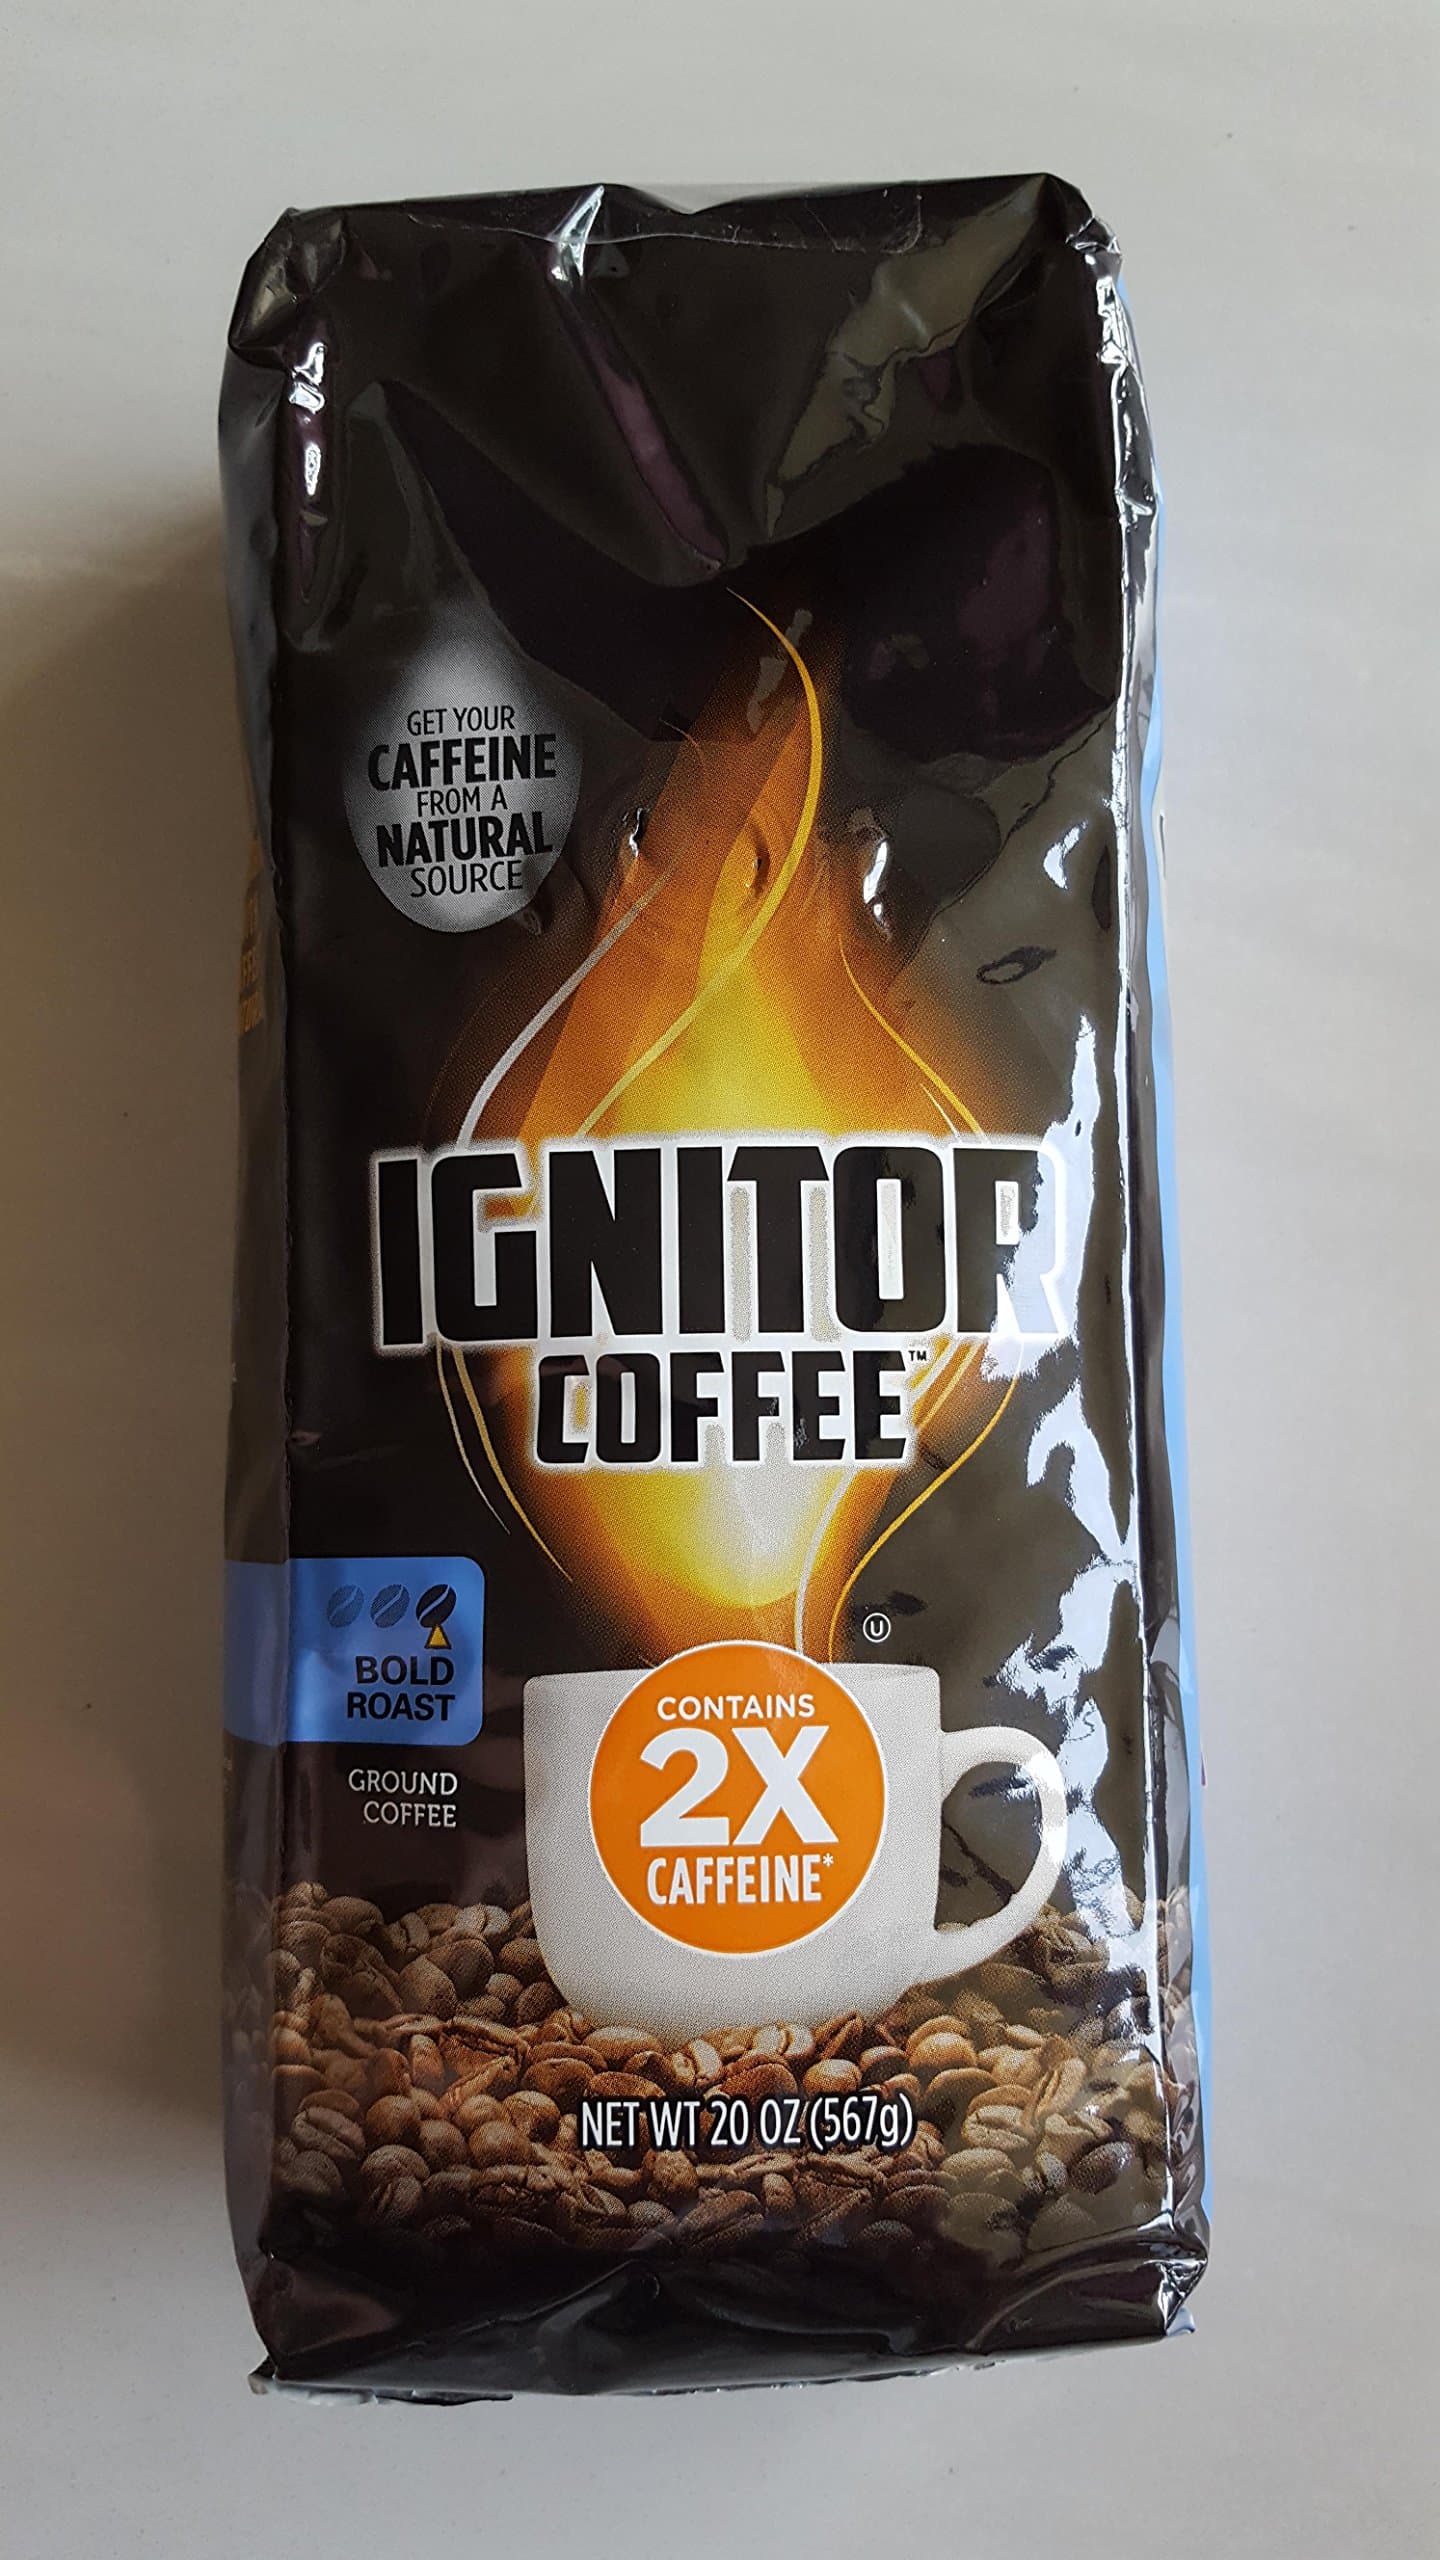 GET YOUR
CAFFEINE
FROM A
NATURAL
SOURCE
IGNITOR
COFFEE™
U
BOLD
ROAST
GROUND
COFFEE
CONTAINS
2X
CAFFEINE*
NET WT 20 OZ (567g)